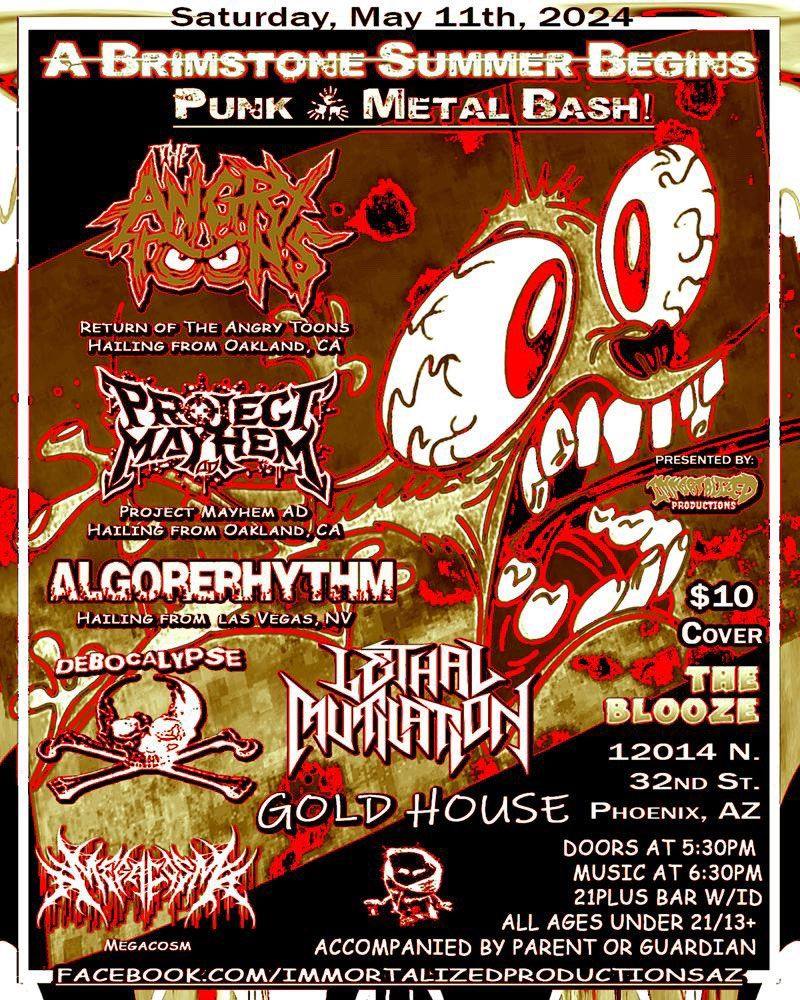 Saturday, May 11th, 2024
A Brimstone Summer Begins
Punk Metal Bash!
THE
ANGRY
TOONS
Return of The Angry Toons
Hailing from Oakland, CA
PROJECT
MAYHEM
AD
Project Mayhem AD
Hailing from Oakland, CA
ALGORERHYTHM
Hailing from Las Vegas, NV
DEBOCALYPSE
LETHAL
MUTILATION
GOLD HOUSE
MEGACOSM
Megacosm
PRESENTED BY:
IMMORTALIZED
PRODUCTIONS
$10
Cover
THE
BLOOZE
12014 N.
32nd St.
Phoenix, AZ
DOORS AT 5:30PM
MUSIC AT 6:30PM
21PLUS BAR W/ID
ALL AGES UNDER 21/13+
ACCOMPANIED BY PARENT OR GUARDIAN
FACEBOOK.COM/IMMORTALIZEDPRODUCTIONSAZ